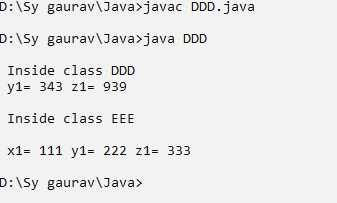 D:\Sy gaurav\Java>javac DDD.java
D:\Sy gaurav\Java>java DDD
Inside class DDD
y1= 343 z1= 939
Inside class EEE
x1= 111 y1= 222 z1= 333
D:\Sy gaurav\Java>